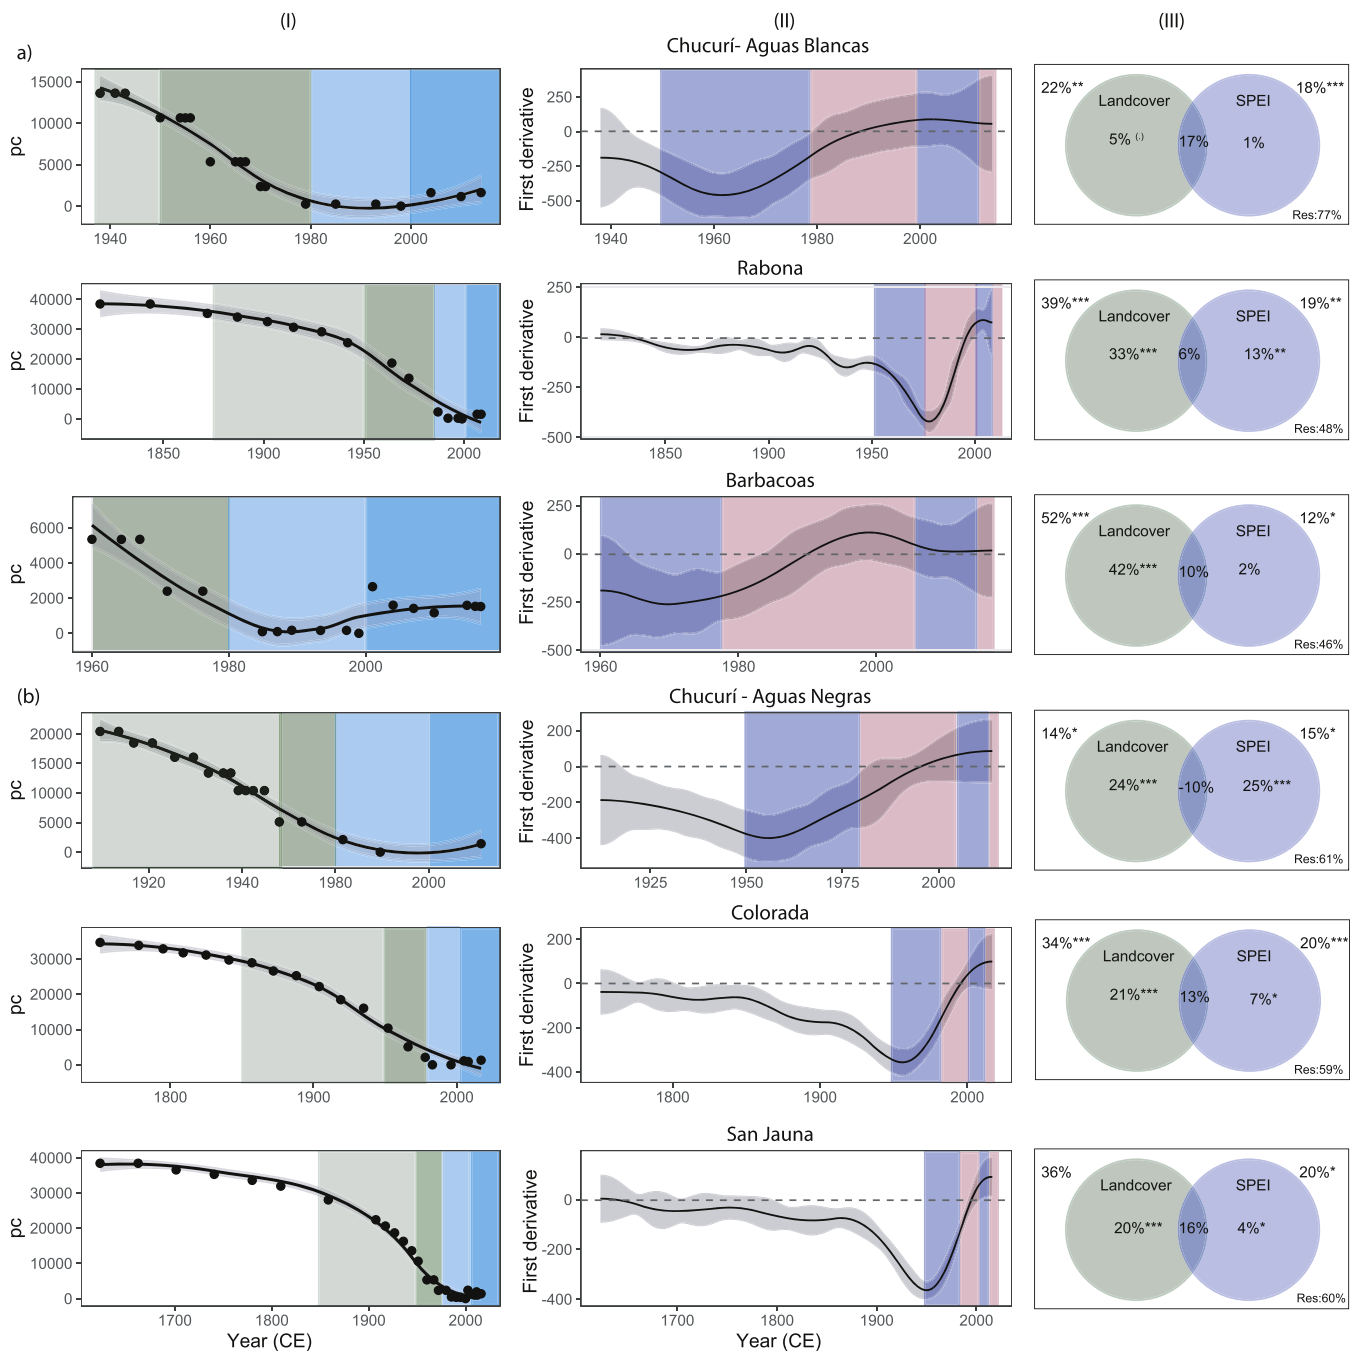 (I) (II) (III)
a) Chucurí- Aguas Blancas
15000
10000
5000
0
pc
1940 1960 1980 2000
250
0
-250
-500
First derivative
1940 1960 1980 2000
22%** 18%***
Landcover SPEI
5% (.) 17% 1%
Res:77%
Rabona
40000
30000
20000
10000
0
pc
1850 1900 1950 2000
250
0
-250
-500
First derivative
1850 1900 1950 2000
39%*** 19%**
Landcover SPEI
33%*** 6% 13%**
Res:48%
Barbacoas
6000
4000
2000
0
pc
1960 1980 2000
250
0
-250
-500
First derivative
1960 1980 2000
52%*** 12%*
Landcover SPEI
42%*** 10% 2%
Res:46%
(b) Chucurí - Aguas Negras
20000
15000
10000
5000
0
pc
1920 1940 1960 1980 2000
200
0
-200
-400
First derivative
1925 1950 1975 2000
14%* 15%*
Landcover SPEI
24%*** -10% 25%***
Res:61%
Colorada
30000
20000
10000
0
pc
1800 1900 2000
200
0
-200
-400
First derivative
1800 1900 2000
34%*** 20%***
Landcover SPEI
21%*** 13% 7%*
Res:59%
San Jauna
40000
30000
20000
10000
0
pc
1700 1800 1900 2000
Year (CE)
0
-200
-400
First derivative
1700 1800 1900 2000
Year (CE)
36% 20%*
Landcover SPEI
20%*** 16% 4%*
Res:60%